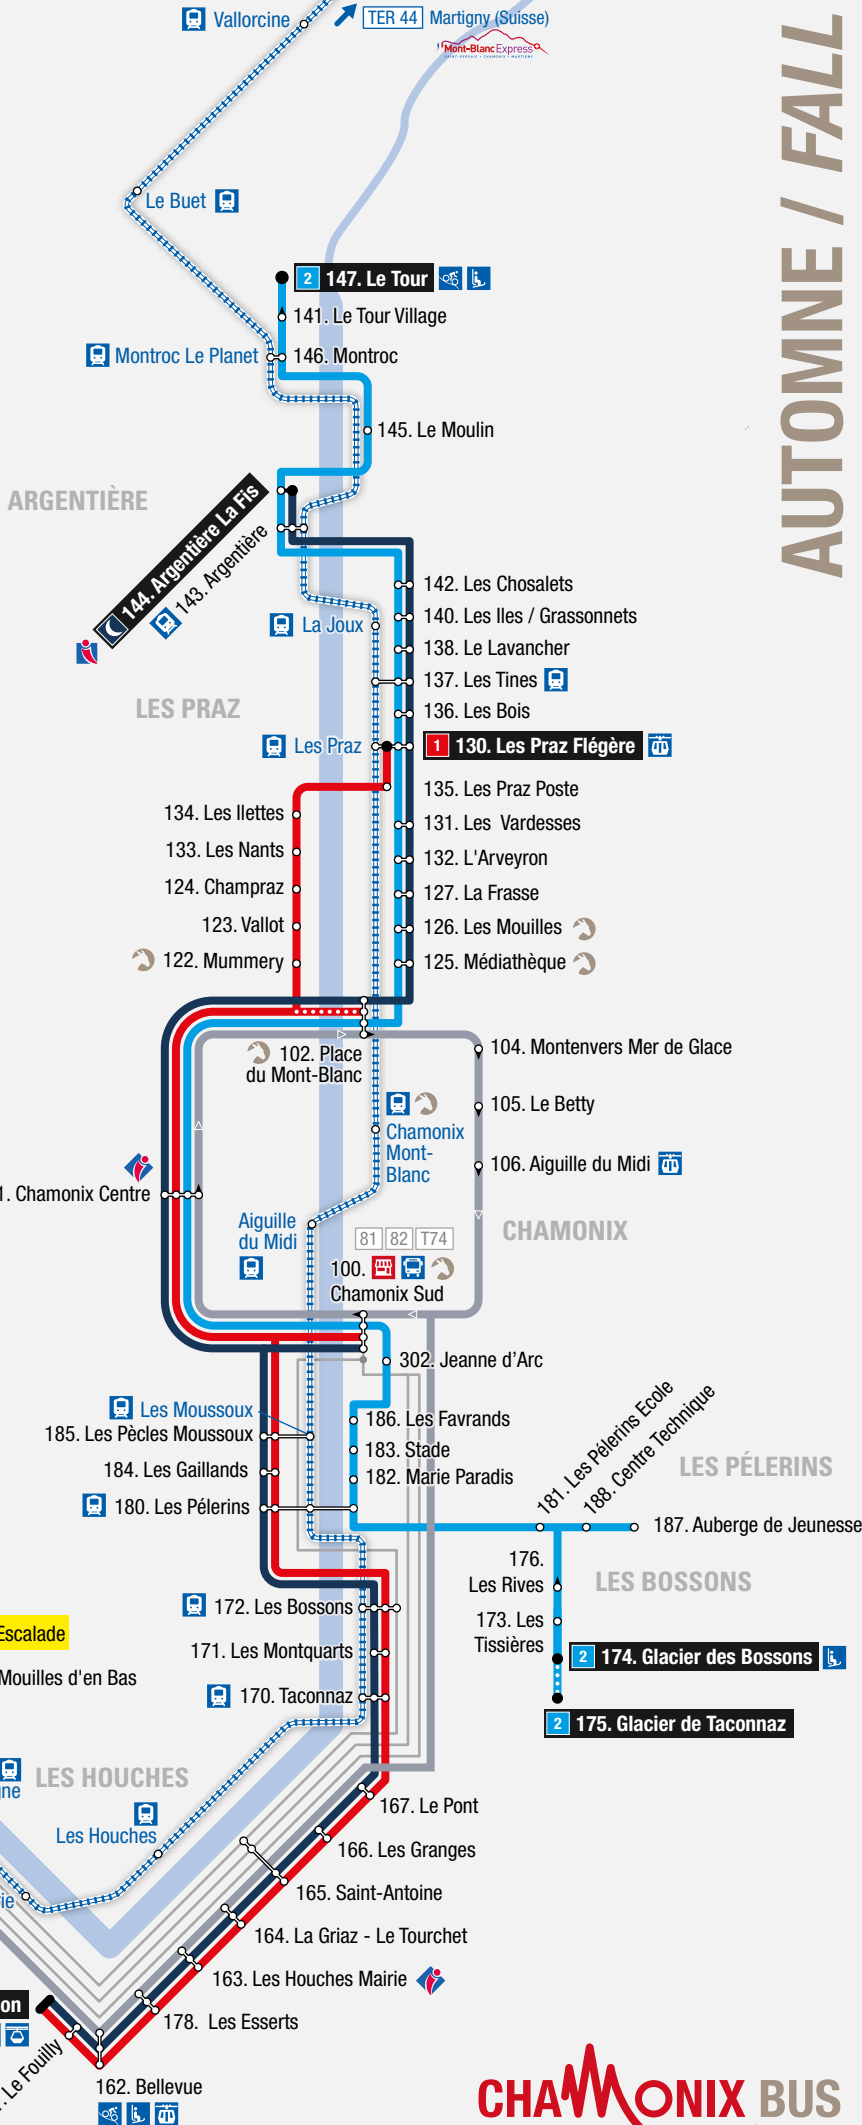 Vallorcine
TER 44 Martigny (Suisse)
Mont-Blanc Express
SAINT-GERVAIS • CHAMONIX • MARTIGNY
AUTOMNE / FALL
Le Buet
2 147. Le Tour
141. Le Tour Village
Montroc Le Planet
146. Montroc
145. Le Moulin
ARGENTIÈRE
144. Argentière La Fis
143. Argentière
142. Les Chosalets
140. Les Iles / Grassonnets
La Joux
138. Le Lavancher
137. Les Tines
LES PRAZ
136. Les Bois
Les Praz
1 130. Les Praz Flégère
135. Les Praz Poste
134. Les Ilettes
131. Les Vardesses
133. Les Nants
132. L'Arveyron
124. Champraz
127. La Frasse
123. Vallot
126. Les Mouilles
122. Mummery
125. Médiathèque
102. Place
du Mont-Blanc
104. Montenvers Mer de Glace
105. Le Betty
Chamonix
Mont-
Blanc
106. Aiguille du Midi
1. Chamonix Centre
Aiguille
du Midi
CHAMONIX
81 82 T74
100.
Chamonix Sud
302. Jeanne d'Arc
Les Moussoux
185. Les Pècles Moussoux
186. Les Favrands
183. Stade
184. Les Gaillands
182. Marie Paradis
180. Les Pélerins
181. Les Pélerins Ecole
188. Centre Technique
LES PÉLERINS
187. Auberge de Jeunesse
176.
Les Rives
LES BOSSONS
173. Les
Tissières
172. Les Bossons
Escalade
171. Les Montquarts
2 174. Glacier des Bossons
Mouilles d'en Bas
170. Taconnaz
2 175. Glacier de Taconnaz
gne
LES HOUCHES
Les Houches
167. Le Pont
166. Les Granges
165. Saint-Antoine
rie
164. La Griaz - Le Tourchet
163. Les Houches Mairie
on
178. Les Esserts
. Le Fouilly
162. Bellevue
CHAMONIX BUS